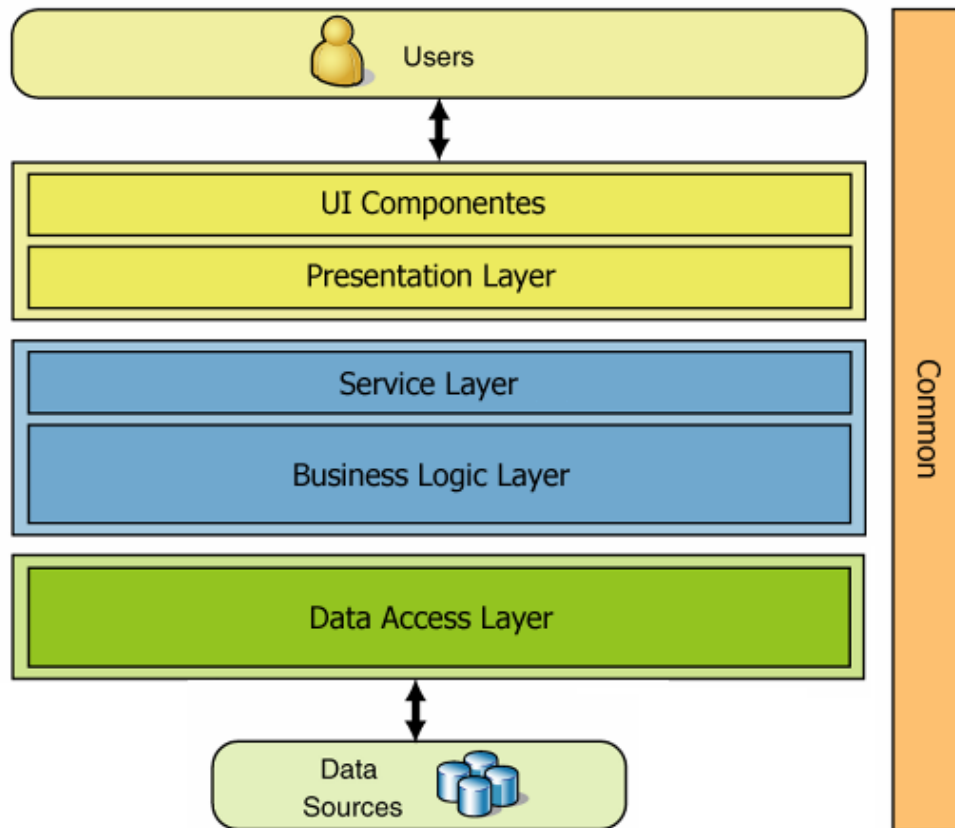 Users
UI Componentes
Presentation Layer
Service Layer
Business Logic Layer
Data Access Layer
Data
Sources
Common